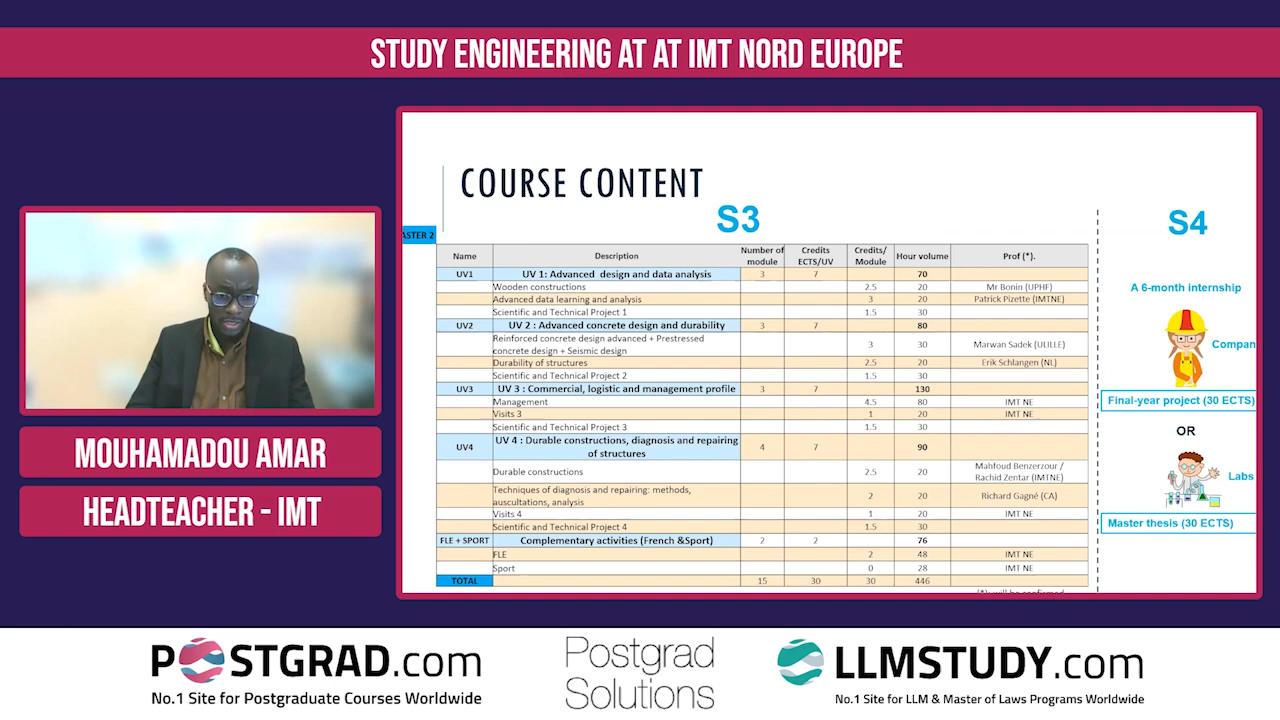 STUDY ENGINEERING AT AT IMT NORD EUROPE
COURSE CONTENT
S3
S4
ASTER 2
Name Description Number of module Credits ECTS/UV Credits/ Module Hour volume Prof (*).
UV1 UV 1: Advanced design and data analysis 3 7 70
Wooden constructions 2.5 20 Mr Bonin (UPHF)
Advanced data learning and analysis 3 20 Patrick Pizette (IMTNE)
Scientific and Technical Project 1 1.5 30
UV2 UV 2 : Advanced concrete design and durability 3 7 80
Reinforced concrete design advanced + Prestressed
concrete design + Seismic design 3 30 Marwan Sadek (ULILLE)
Durability of structures 2.5 20 Erik Schlangen (NL)
Scientific and Technical Project 2 1.5 30
UV3 UV 3 : Commercial, logistic and management profile 3 7 130
Management 4.5 80 IMT NE
Visits 3 1 20 IMT NE
Scientific and Technical Project 3 1.5 30
UV4 UV 4 : Durable constructions, diagnosis and repairing
of structures 4 7 90
Durable constructions 2.5 20 Mahfoud Benzerzour /
Rachid Zentar (IMTNE)
Techniques of diagnosis and repairing: methods,
auscultations, analysis 2 20 Richard Gagné (CA)
Visits 4 1 20 IMT NE
Scientific and Technical Project 4 1.5 30
FLE + SPORT Complementary activities (French &Sport) 2 2 76
FLE 2 48 IMT NE
Sport 0 28 IMT NE
TOTAL 15 30 30 446
(*): will be confirmed
A 6-month internship
Compan
Final-year project (30 ECTS)
OR
Labs
Master thesis (30 ECTS)
MOUHAMADOU AMAR
HEADTEACHER - IMT
POSTGRAD.com
No.1 Site for Postgraduate Courses Worldwide
Postgrad
Solutions
LLMSTUDY.com
No.1 Site for LLM & Master of Laws Programs Worldwide